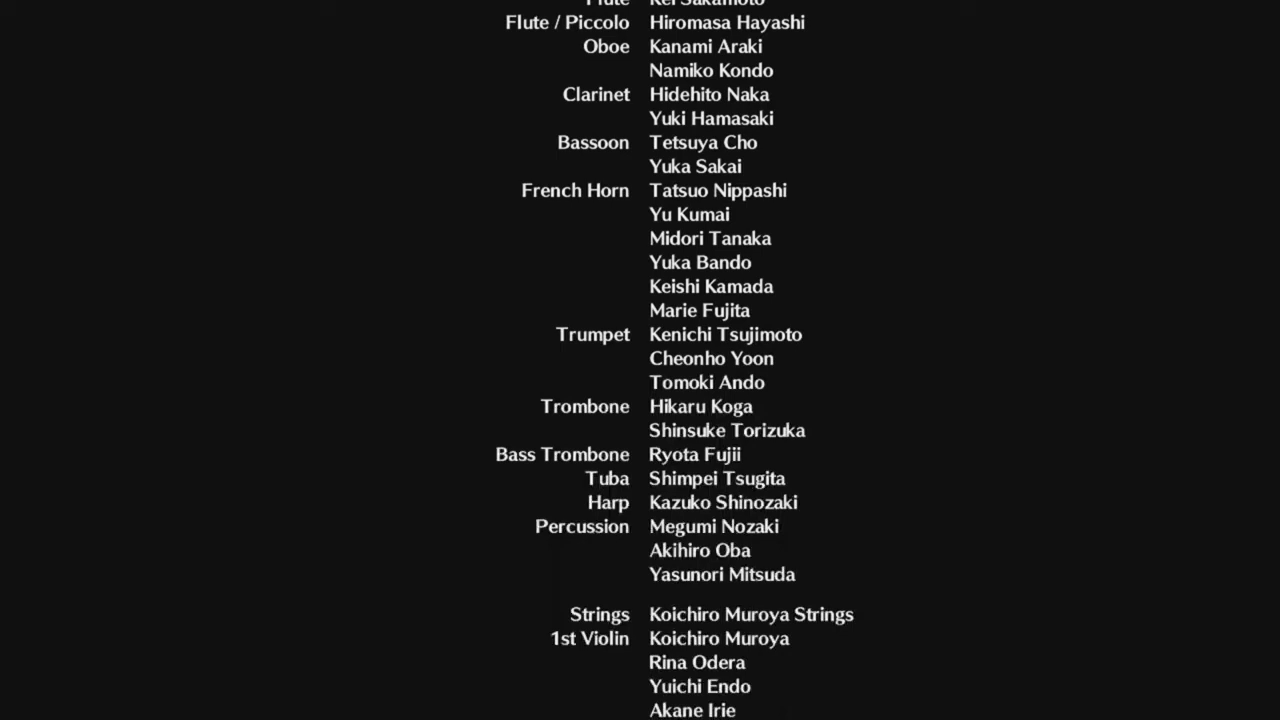 Flute Kei Sakamoto
Flute / Piccolo Hiromasa Hayashi
Oboe Kanami Araki
Namiko Kondo
Clarinet Hidehito Naka
Yuki Hamasaki
Bassoon Tetsuya Cho
Yuka Sakai
French Horn Tatsuo Nippashi
Yu Kumai
Midori Tanaka
Yuka Bando
Keishi Kamada
Marie Fujita
Trumpet Kenichi Tsujimoto
Cheonho Yoon
Tomoki Ando
Trombone Hikaru Koga
Shinsuke Torizuka
Bass Trombone Ryota Fujii
Tuba Shimpei Tsugita
Harp Kazuko Shinozaki
Percussion Megumi Nozaki
Akihiro Oba
Yasunori Mitsuda
Strings Koichiro Muroya Strings
1st Violin Koichiro Muroya
Rina Odera
Yuichi Endo
Akane Irie